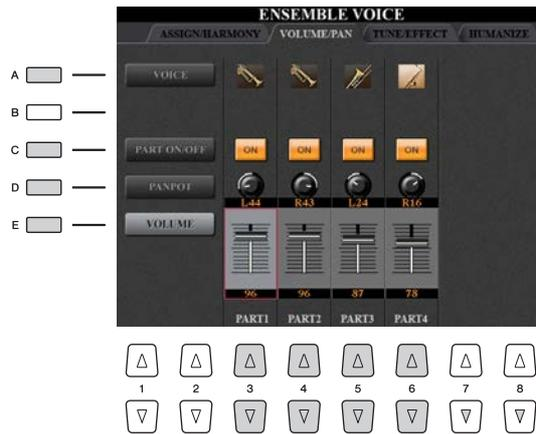 ENSEMBLE VOICE
ASSIGN/HARMONY VOLUME/PAN TUNE/EFFECT HUMANIZE
A VOICE
B
C PART ON/OFF ON ON ON ON
D PANPOT
L44 R43 L24 R16
E VOLUME
96 96 87 78
PART1 PART2 PART3 PART4
1 2 3 4 5 6 7 8